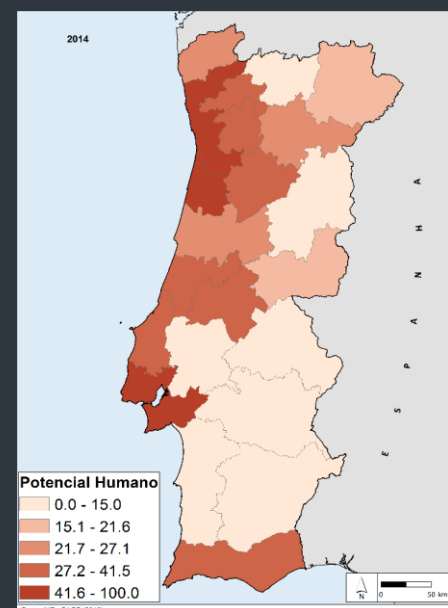 2014
ESPANHA
Potencial Humano
0.0 - 15.0
15.1 - 21.6
21.7 - 27.1
27.2 - 41.5
41.6 - 100.0
N
0 50 km